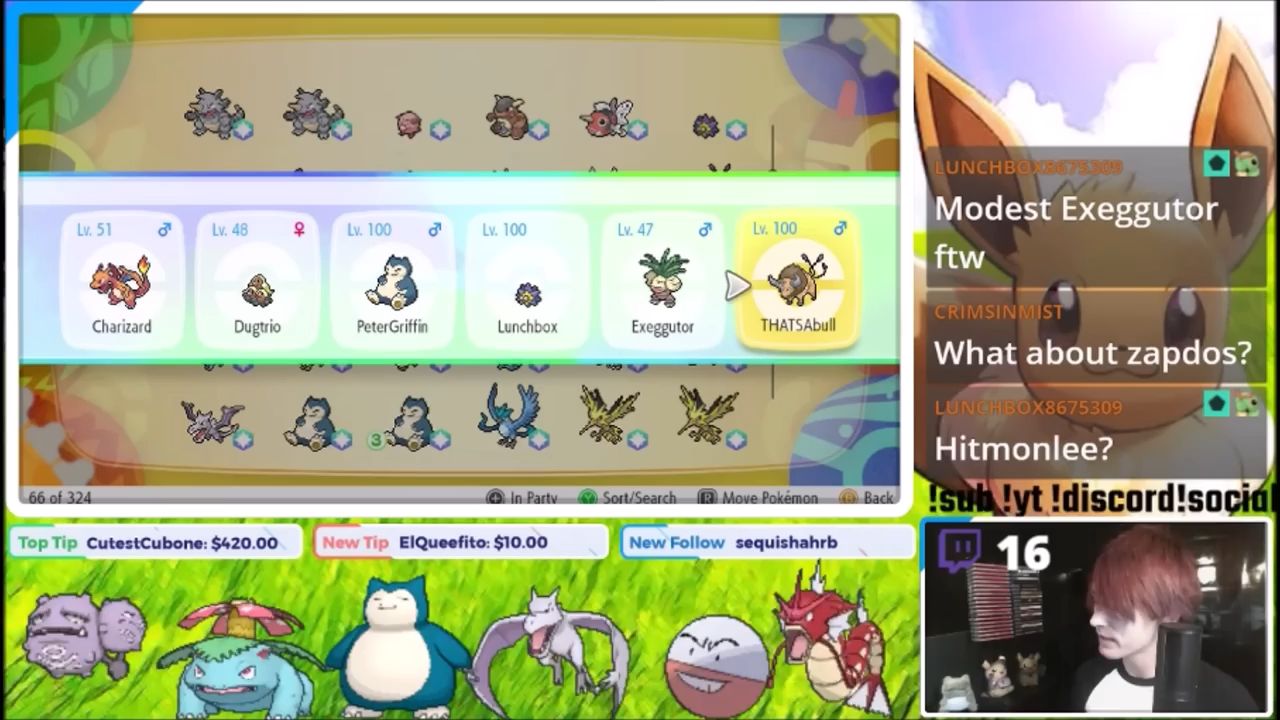 Lv. 51
Lv. 48
Lv. 100
Lv. 100
Lv. 47
Lv. 100
Charizard
Dugtrio
PeterGriffin
Lunchbox
Exeggutor
THATSAbull
3
66 of 324
In Party
Y Sort/Search
R Move Pokémon
Back
LUNCHBOX8675309
Modest Exeggutor
ftw
CRIMSINMIST
What about zapdos?
LUNCHBOX8675309
Hitmonlee?
!sub !yt !discord!social
Top Tip CutestCubone: $420.00
New Tip ElQueefito: $10.00
New Follow sequishahrb
16